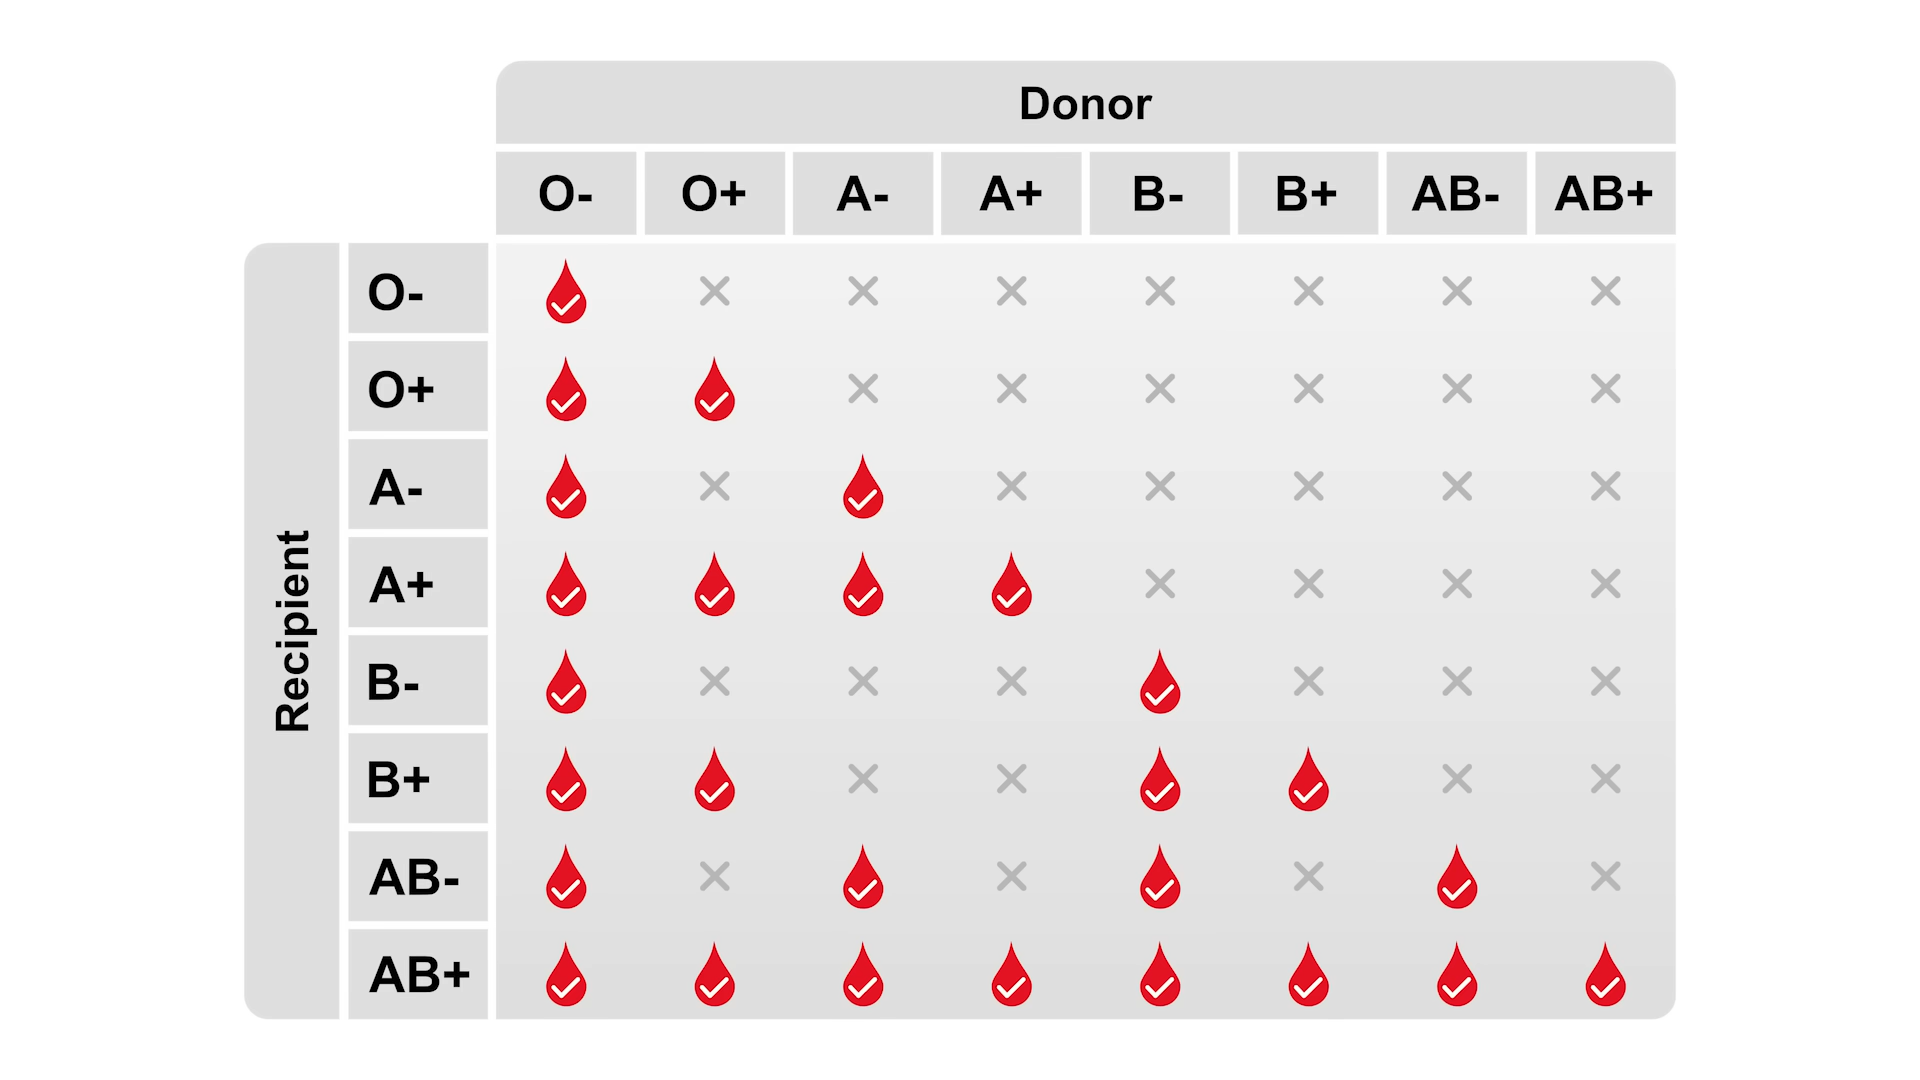 Donor
O- O+ A- A+ B- B+ AB- AB+
Recipient
O-
O+
A-
A+
B-
B+
AB-
AB+